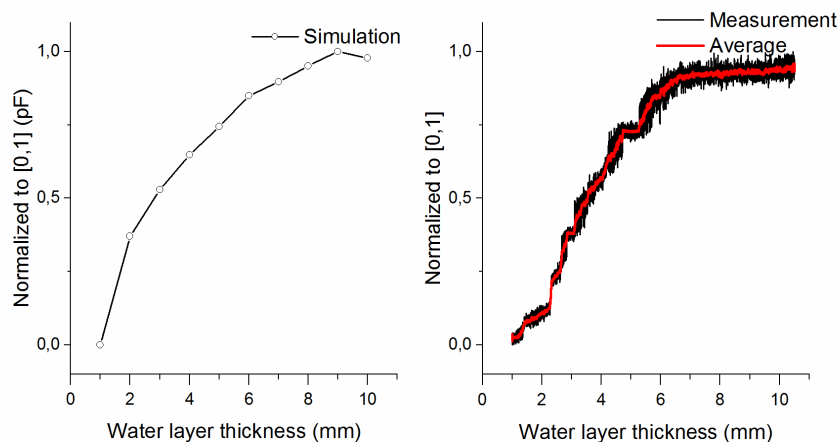 Simulation
1,0
0,5
0,0
Normalized to [0,1] (pF)
0 2 4 6 8 10
Water layer thickness (mm)
Measurement
Average
1,0
0,5
0,0
Normalized to [0,1]
0 2 4 6 8 10
Water layer thickness (mm)